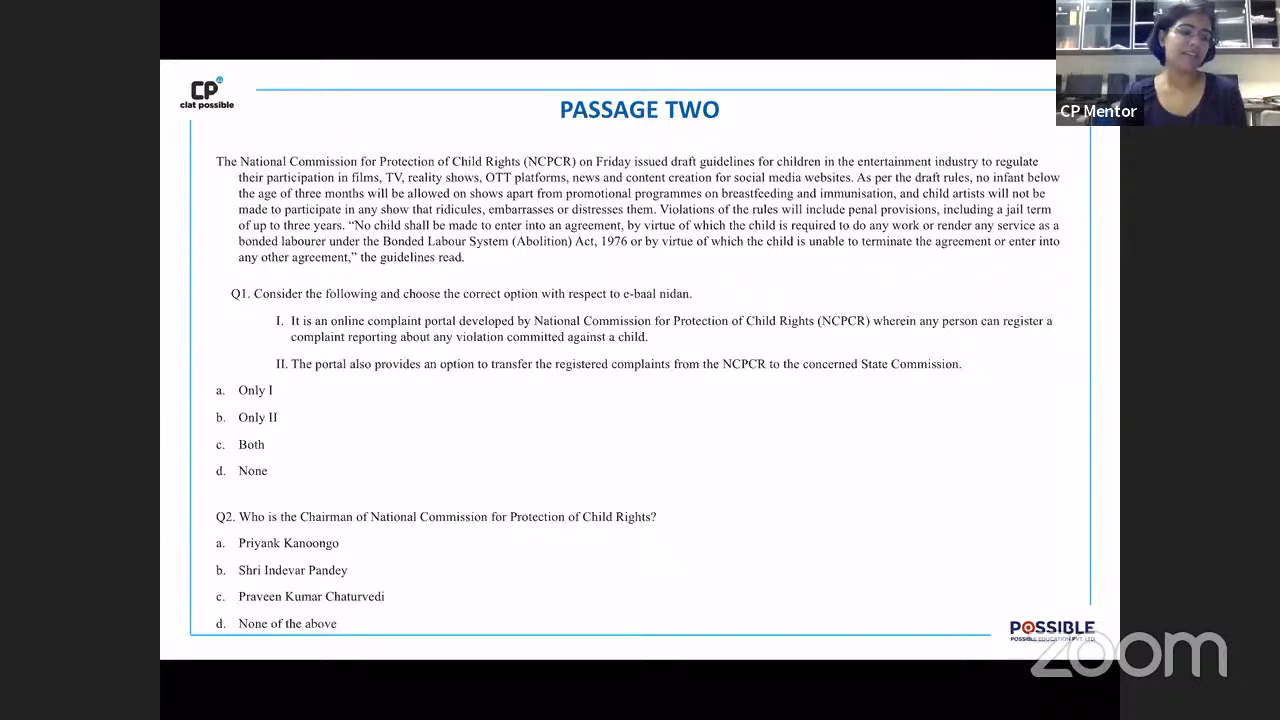 CP
clat possible
PASSAGE TWO
CP Mentor
The National Commission for Protection of Child Rights (NCPCR) on Friday issued draft guidelines for children in the entertainment industry to regulate
their participation in films, TV, reality shows, OTT platforms, news and content creation for social media websites. As per the draft rules, no infant below
the age of three months will be allowed on shows apart from promotional programmes on breastfeeding and immunisation, and child artists will not be
made to participate in any show that ridicules, embarrasses or distresses them. Violations of the rules will include penal provisions, including a jail term
of up to three years. “No child shall be made to enter into an agreement, by virtue of which the child is required to do any work or render any service as a
bonded labourer under the Bonded Labour System (Abolition) Act, 1976 or by virtue of which the child is unable to terminate the agreement or enter into
any other agreement,” the guidelines read.
Q1. Consider the following and choose the correct option with respect to e-baal nidan.
I. It is an online complaint portal developed by National Commission for Protection of Child Rights (NCPCR) wherein any person can register a
complaint reporting about any violation committed against a child.
II. The portal also provides an option to transfer the registered complaints from the NCPCR to the concerned State Commission.
a. Only I
b. Only II
c. Both
d. None
Q2. Who is the Chairman of National Commission for Protection of Child Rights?
a. Priyank Kanoongo
b. Shri Indevar Pandey
c. Praveen Kumar Chaturvedi
d. None of the above
POSSIBLE
POSSIBLE EDUCATION PVT. LTD.
zoom